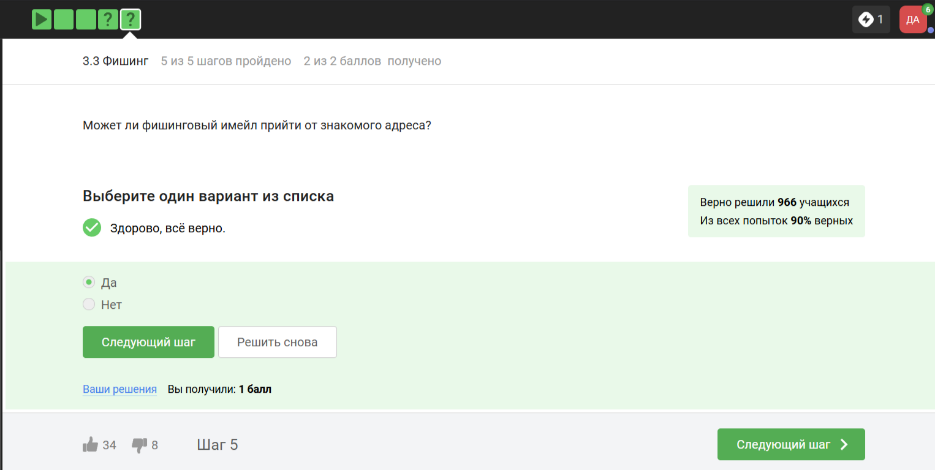 ? ? 1 ДА 6
3.3 Фишинг 5 из 5 шагов пройдено 2 из 2 баллов получено
Может ли фишинговый имейл прийти от знакомого адреса?
Выберите один вариант из списка
Здорово, всё верно.
Верно решили 966 учащихся
Из всех попыток 90% верных
Да
Нет
Следующий шаг Решить снова
Ваши решения Вы получили: 1 балл
34 8 Шаг 5 Следующий шаг